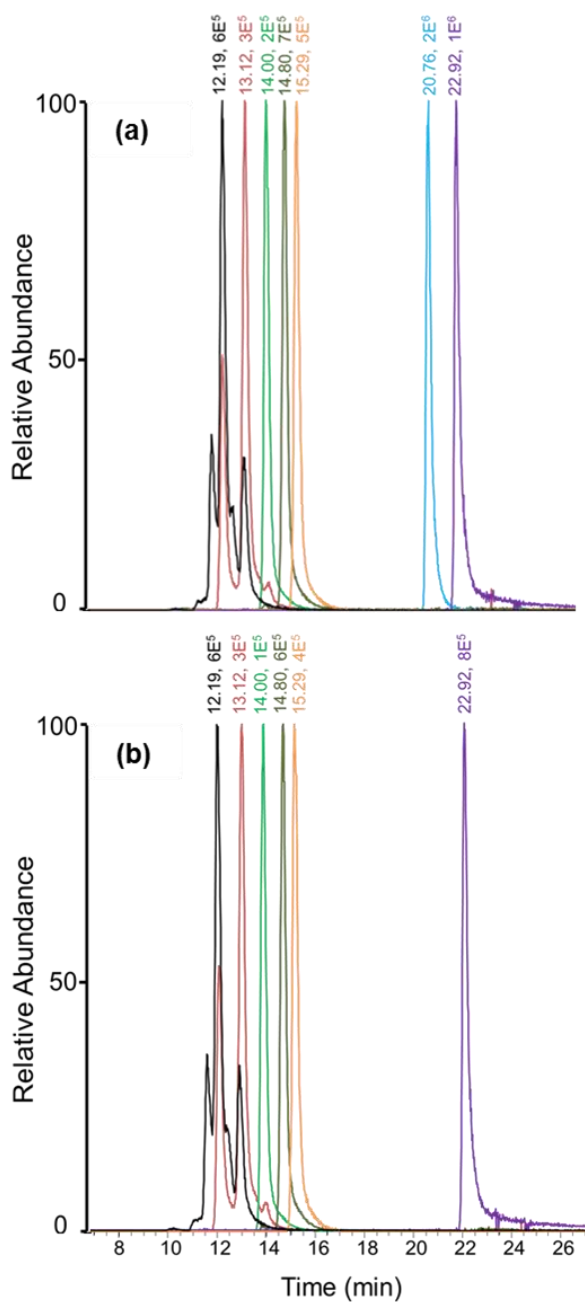 12.19, 6E⁵
13.12, 3E⁵
14.00, 2E⁵
14.80, 7E⁵
15.29, 5E⁵
20.76, 2E⁶
22.92, 1E⁶
100
(a)
Relative Abundance
50
0
12.19, 6E⁵
13.12, 3E⁵
14.00, 1E⁵
14.80, 6E⁵
15.29, 4E⁵
22.92, 8E⁵
100
(b)
Relative Abundance
50
0
8 10 12 14 16 18 20 22 24 26
Time (min)